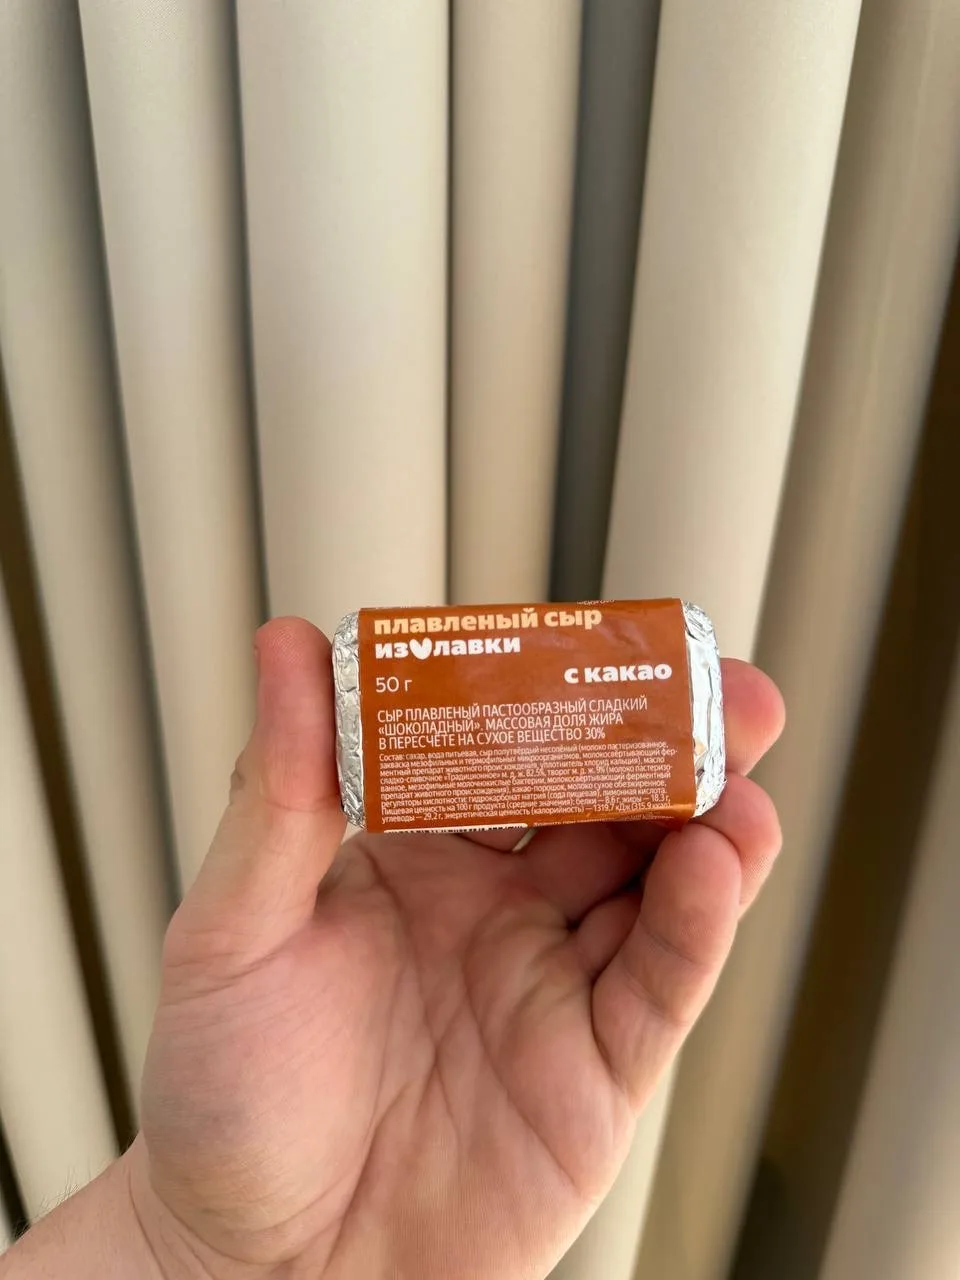 плавленый сыр
из лавки
50 г
с какао
СЫР ПЛАВЛЕНЫЙ ПАСТООБРАЗНЫЙ СЛАДКИЙ
«ШОКОЛАДНЫЙ». МАССОВАЯ ДОЛЯ ЖИРА
В ПЕРЕСЧЁТЕ НА СУХОЕ ВЕЩЕСТВО 30%
Состав: сахар, вода питьевая, сыр полутвёрдый несолёный (молоко пастеризованное,
закваска мезофильных и термофильных микроорганизмов, молокосвёртывающий фер-
ментный препарат животного происхождения, уплотнитель хлорид кальция), масло
сладко-сливочное «Традиционное» м. д. ж. 82,5%, творог м. д. ж. 9% (молоко пастеризо-
ванное, мезофильные молочнокислые бактерии, молокосвёртывающий ферментный
препарат животного происхождения), какао-порошок, молоко сухое обезжиренное,
регуляторы кислотности: гидрокарбонат натрия (сода пищевая), лимонная кислота.
Пищевая ценность на 100 г продукта (средние значения): белки — 8,6 г, жиры — 18,3 г,
углеводы — 29,2 г, энергетическая ценность (калорийность) — 1319,7 кДж (315,9 ккал).